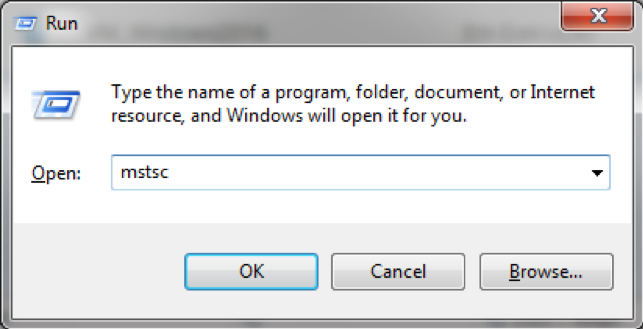 Run
Type the name of a program, folder, document, or Internet
resource, and Windows will open it for you.
Open: mstsc
OK Cancel Browse...